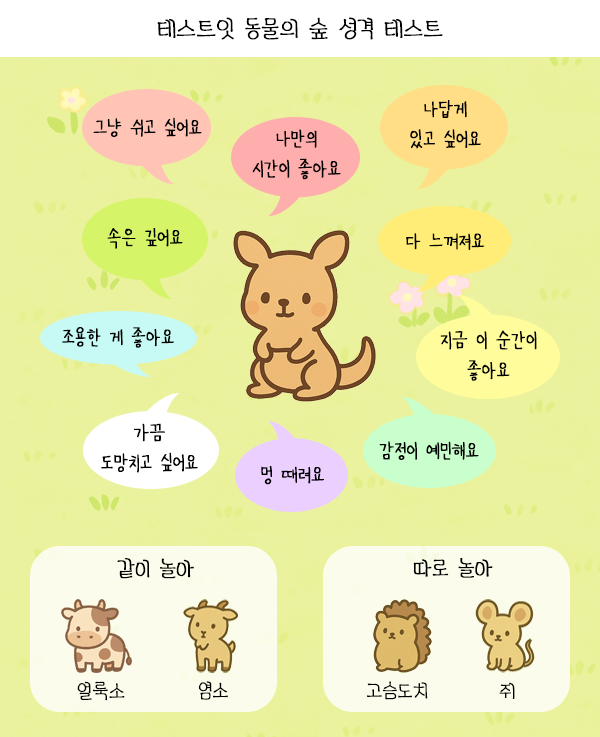 테스트잇 동물의 숲 성격 테스트
그냥 쉬고 싶어요
나만의
시간이 좋아요
나답게
있고 싶어요
속은 깊어요
다 느껴져요
조용한 게 좋아요
지금 이 순간이
좋아요
가끔
도망치고 싶어요
멍 때려요
감정이 예민해요
같이 놀아
얼룩소
염소
따로 놀아
고슴도치
쥐